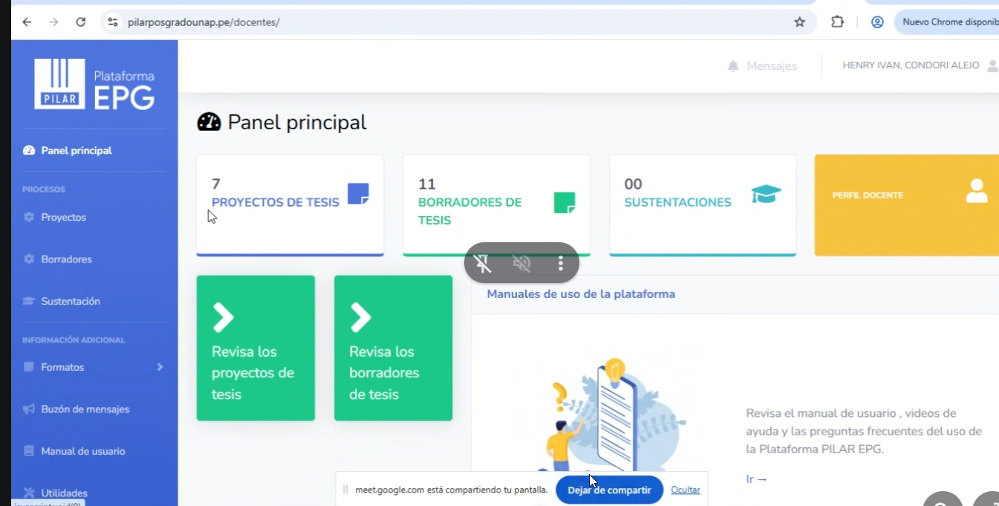 pilarposgradounap.pe/docentes/
Nuevo Chrome disponib
PILAR
Plataforma
EPG
Mensajes
HENRY IVAN, CONDORI ALEJO
Panel principal
Panel principal
7
PROYECTOS DE TESIS
11
BORRADORES DE
TESIS
00
SUSTENTACIONES
PERFIL DOCENTE
PROCESOS
Proyectos
Borradores
Sustentación
INFORMACIÓN ADICIONAL
Formatos
Buzón de mensajes
Manual de usuario
Utilidades
Revisa los
proyectos de
tesis
Revisa los
borradores
de tesis
Manuales de uso de la plataforma
Revisa el manual de usuario , videos de
ayuda y las preguntas frecuentes del uso de
la Plataforma PILAR EPG.
Ir →
meet.google.com está compartiendo tu pantalla.
Dejar de compartir
Ocultar